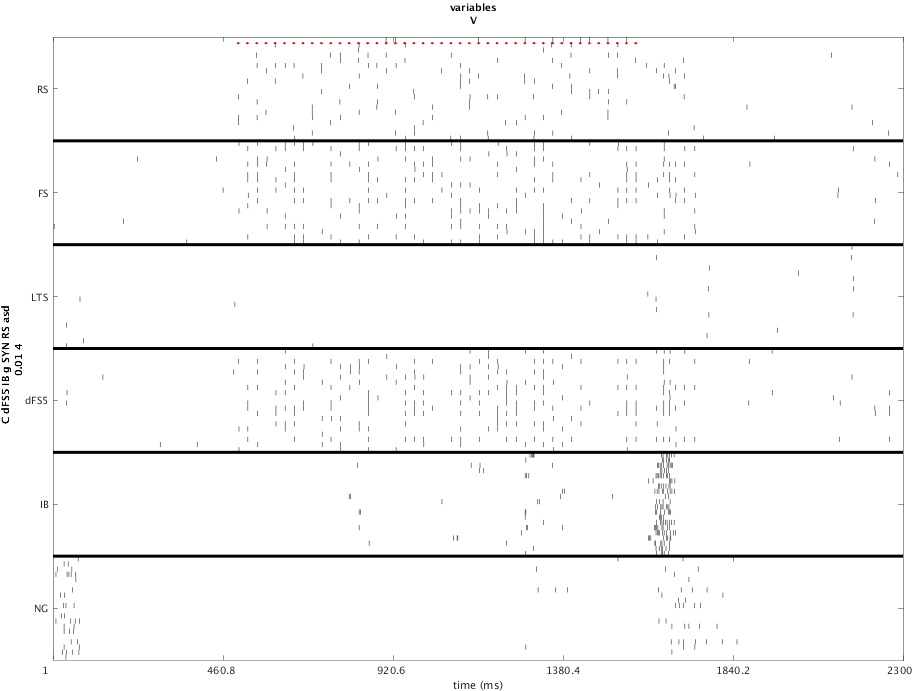 variables
V
RS
FS
LTS
dFS5
IB
NG
C dFS5 IB g SYN RS asd
0.01 4
1
460.8
920.6
1380.4
1840.2
2300
time (ms)